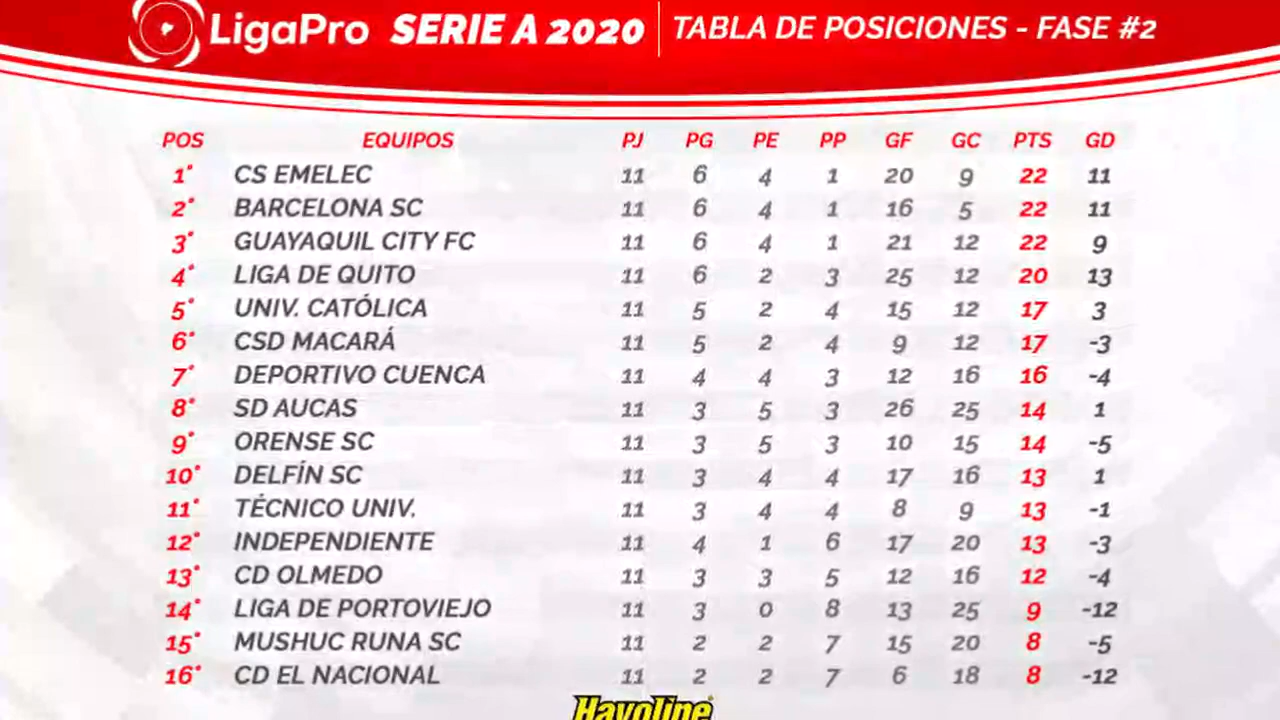 LigaPro SERIE A 2020 TABLA DE POSICIONES - FASE #2
POS EQUIPOS PJ PG PE PP GF GC PTS GD
1° CS EMELEC 11 6 4 1 20 9 22 11
2° BARCELONA SC 11 6 4 1 16 5 22 11
3° GUAYAQUIL CITY FC 11 6 4 1 21 12 22 9
4° LIGA DE QUITO 11 6 2 3 25 12 20 13
5° UNIV. CATÓLICA 11 5 2 4 15 12 17 3
6° CSD MACARÁ 11 5 2 4 9 12 17 -3
7° DEPORTIVO CUENCA 11 4 4 3 12 16 16 -4
8° SD AUCAS 11 3 5 3 26 25 14 1
9° ORENSE SC 11 3 5 3 10 15 14 -5
10° DELFÍN SC 11 3 4 4 17 16 13 1
11° TÉCNICO UNIV. 11 3 4 4 8 9 13 -1
12° INDEPENDIENTE 11 4 1 6 17 20 13 -3
13° CD OLMEDO 11 3 3 5 12 16 12 -4
14° LIGA DE PORTOVIEJO 11 3 0 8 13 25 9 -12
15° MUSHUC RUNA SC 11 2 2 7 15 20 8 -5
16° CD EL NACIONAL 11 2 2 7 6 18 8 -12
Havoline